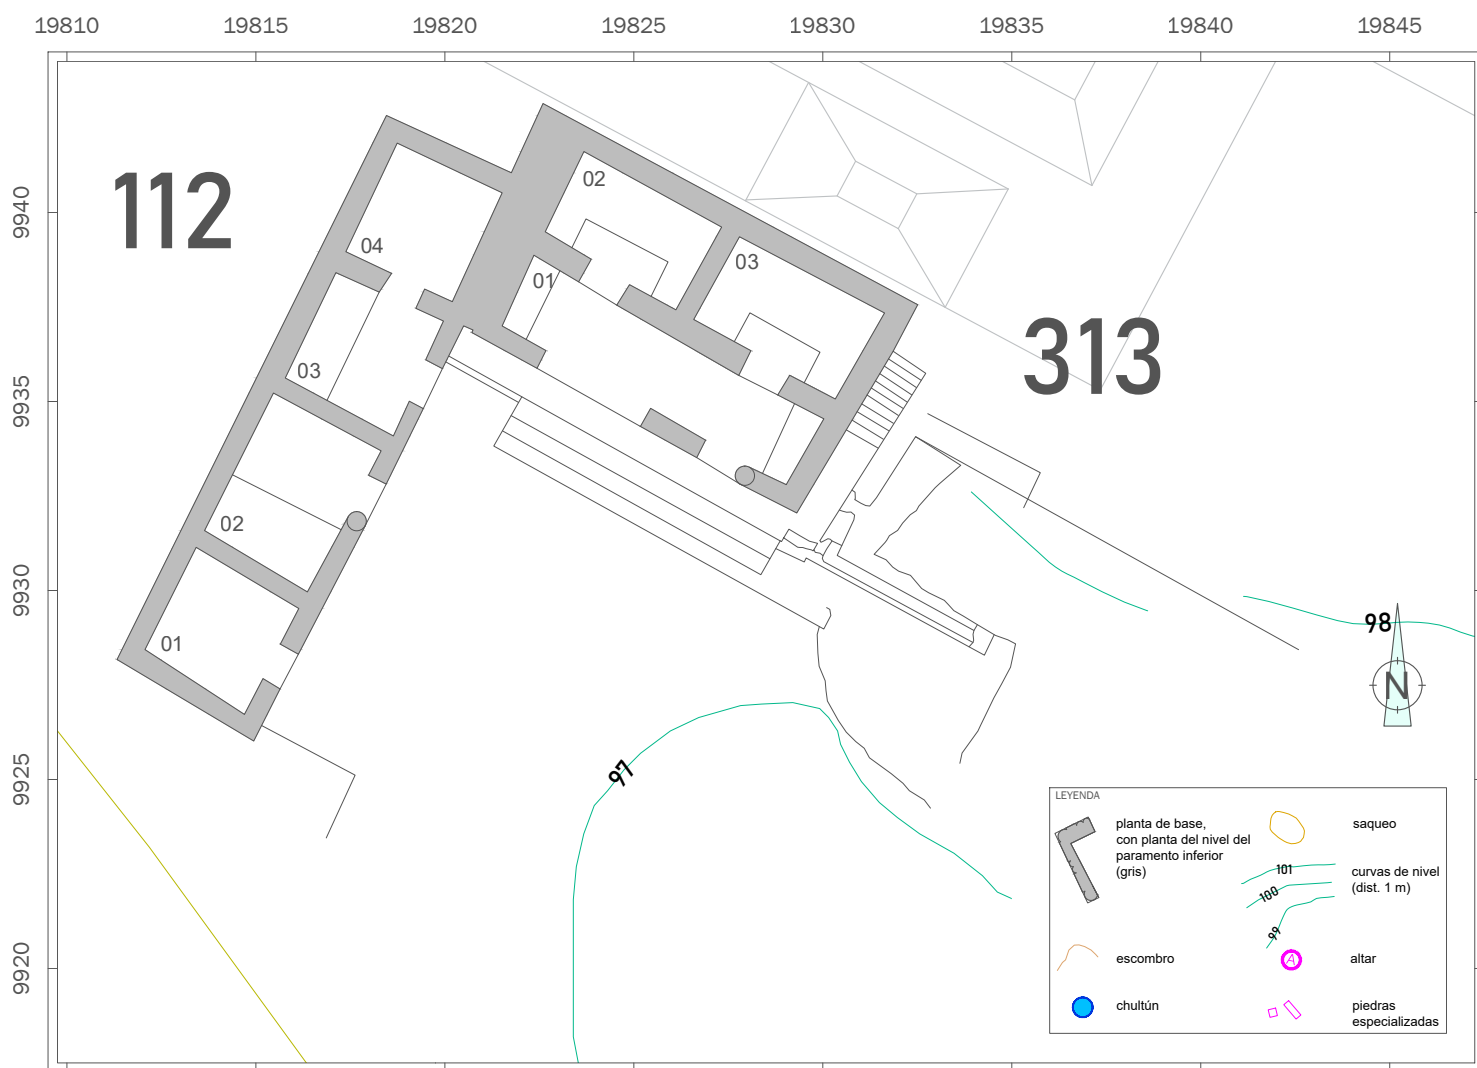 19810 19815 19820 19825 19830 19835 19840 19845
9940
9935
9930
9925
9920
112
313
02
03
01
04
03
02
01
98
97
N
LEYENDA
planta de base,
con planta del nivel del
paramento inferior
(gris)
saqueo
101
100
99
curvas de nivel
(dist. 1 m)
escombro
A
altar
chultún
piedras
especializadas